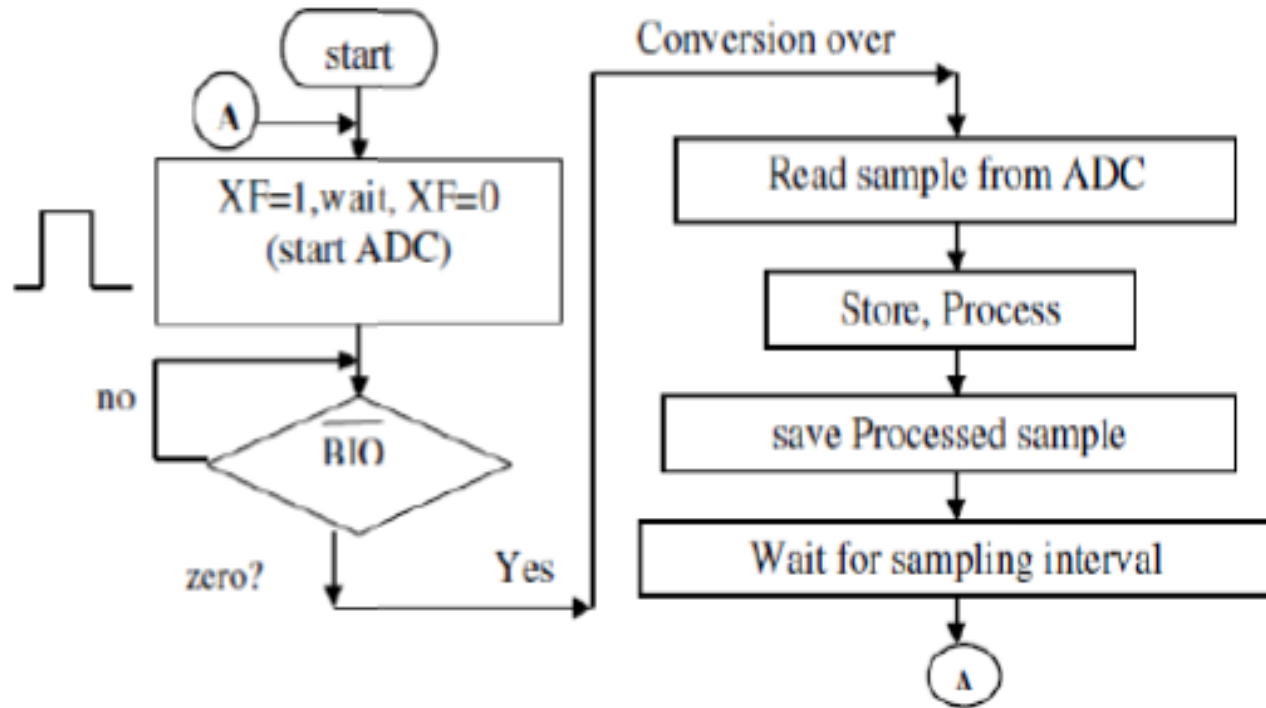 start
A
XF=1,wait, XF=0
(start ADC)
no
BIO
zero?
Yes
Conversion over
Read sample from ADC
Store, Process
save Processed sample
Wait for sampling interval
A